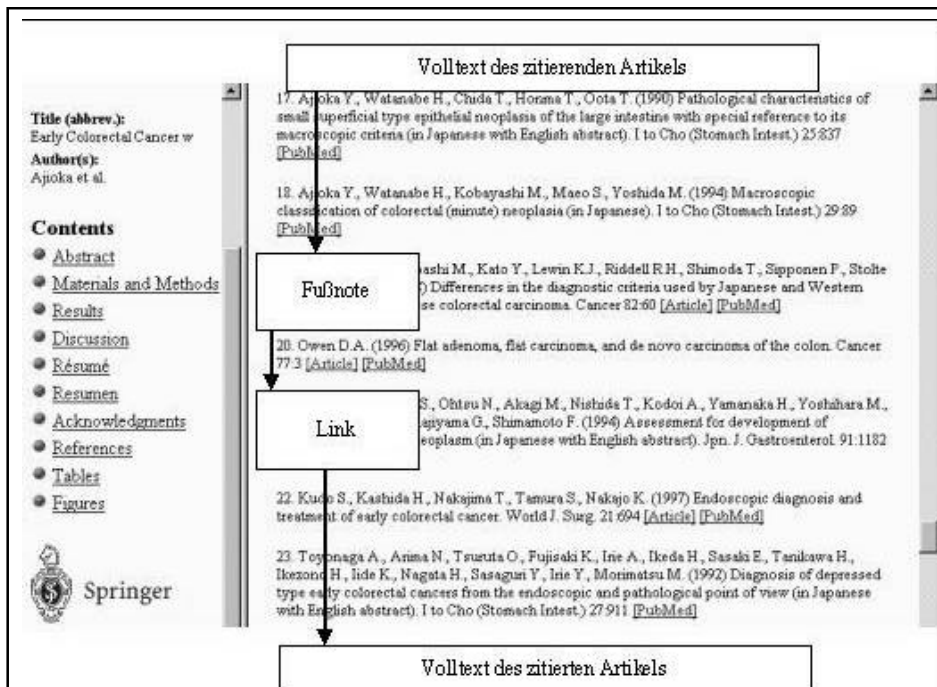 Volltext des zitierenden Artikels
Title (abbrev.):
Early Colorectal Cancer w
Author(s):
Ajioka et al.
Contents
Abstract
Materials and Methods
Results
Discussion
Résumé
Resumen
Acknowledgments
References
Tables
Figures
Springer
17. Ajioka Y., Watanabe H., Chida T., Honma T., Oota T. (1990) Pathological characteristics of
small superficial type epithelial neoplasia of the large intestine with special reference to its
macroscopic criteria (in Japanese with English abstract). I to Cho (Stomach Intest.) 25:837
[PubMed]
18. Ajioka Y., Watanabe H., Kobayashi M., Maeo S., Yoshida M. (1994) Macroscopic
classification of colorectal (minute) neoplasia (in Japanese). I to Cho (Stomach Intest.) 29:89
[PubMed]
Fußnote
ashi M., Kato Y., Lewin K.J., Riddell R.H., Shimoda T., Sipponen P., Stolte
) Differences in the diagnostic criteria used by Japanese and Western
se colorectal carcinoma. Cancer 82:60 [Article] [PubMed]
20. Owen D.A. (1996) Flat adenoma, flat carcinoma, and de novo carcinoma of the colon. Cancer
77:3 [Article] [PubMed]
Link
S., Ohtsu N., Akagi M., Nishida T., Kodoi A., Yamanaka H., Yoshihara M.,
ajiyama G., Shimamoto F. (1994) Assessment for development of
eoplasm (in Japanese with English abstract). Jpn. J. Gastroenterol. 91:1182
22. Kudo S., Kashida H., Nakajima T., Tamura S., Nakajo K. (1997) Endoscopic diagnosis and
treatment of early colorectal cancer. World J. Surg. 21:694 [Article] [PubMed]
23. Toyonaga A., Arima N., Tsuruta O., Fujisaki K., Irie A., Ikeda H., Sasaki E., Tanikawa H.,
Ikezono H., Iide K., Nagata H., Sasaguri Y., Irie Y., Morimatsu M. (1992) Diagnosis of depressed
type early colorectal cancers from the endoscopic and pathological point of view (in Japanese
with English abstract). I to Cho (Stomach Intest.) 27:911 [PubMed]
Volltext des zitierten Artikels